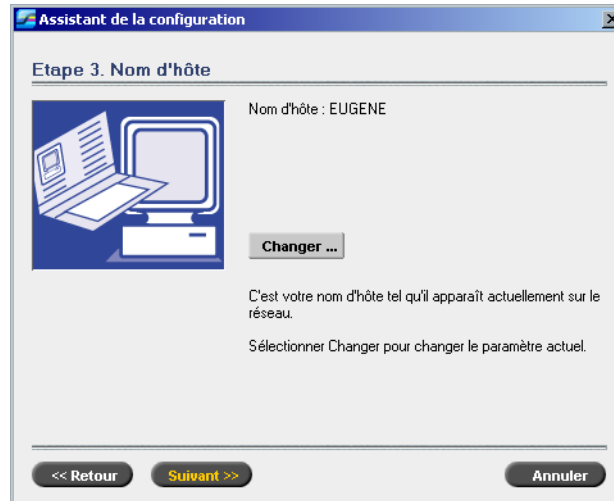 Assistant de la configuration
Etape 3. Nom d'hôte
Nom d'hôte : EUGENE
Changer ...
C'est votre nom d'hôte tel qu'il apparaît actuellement sur le
réseau.
Sélectionner Changer pour changer le paramètre actuel.
<< Retour
Suivant >>
Annuler